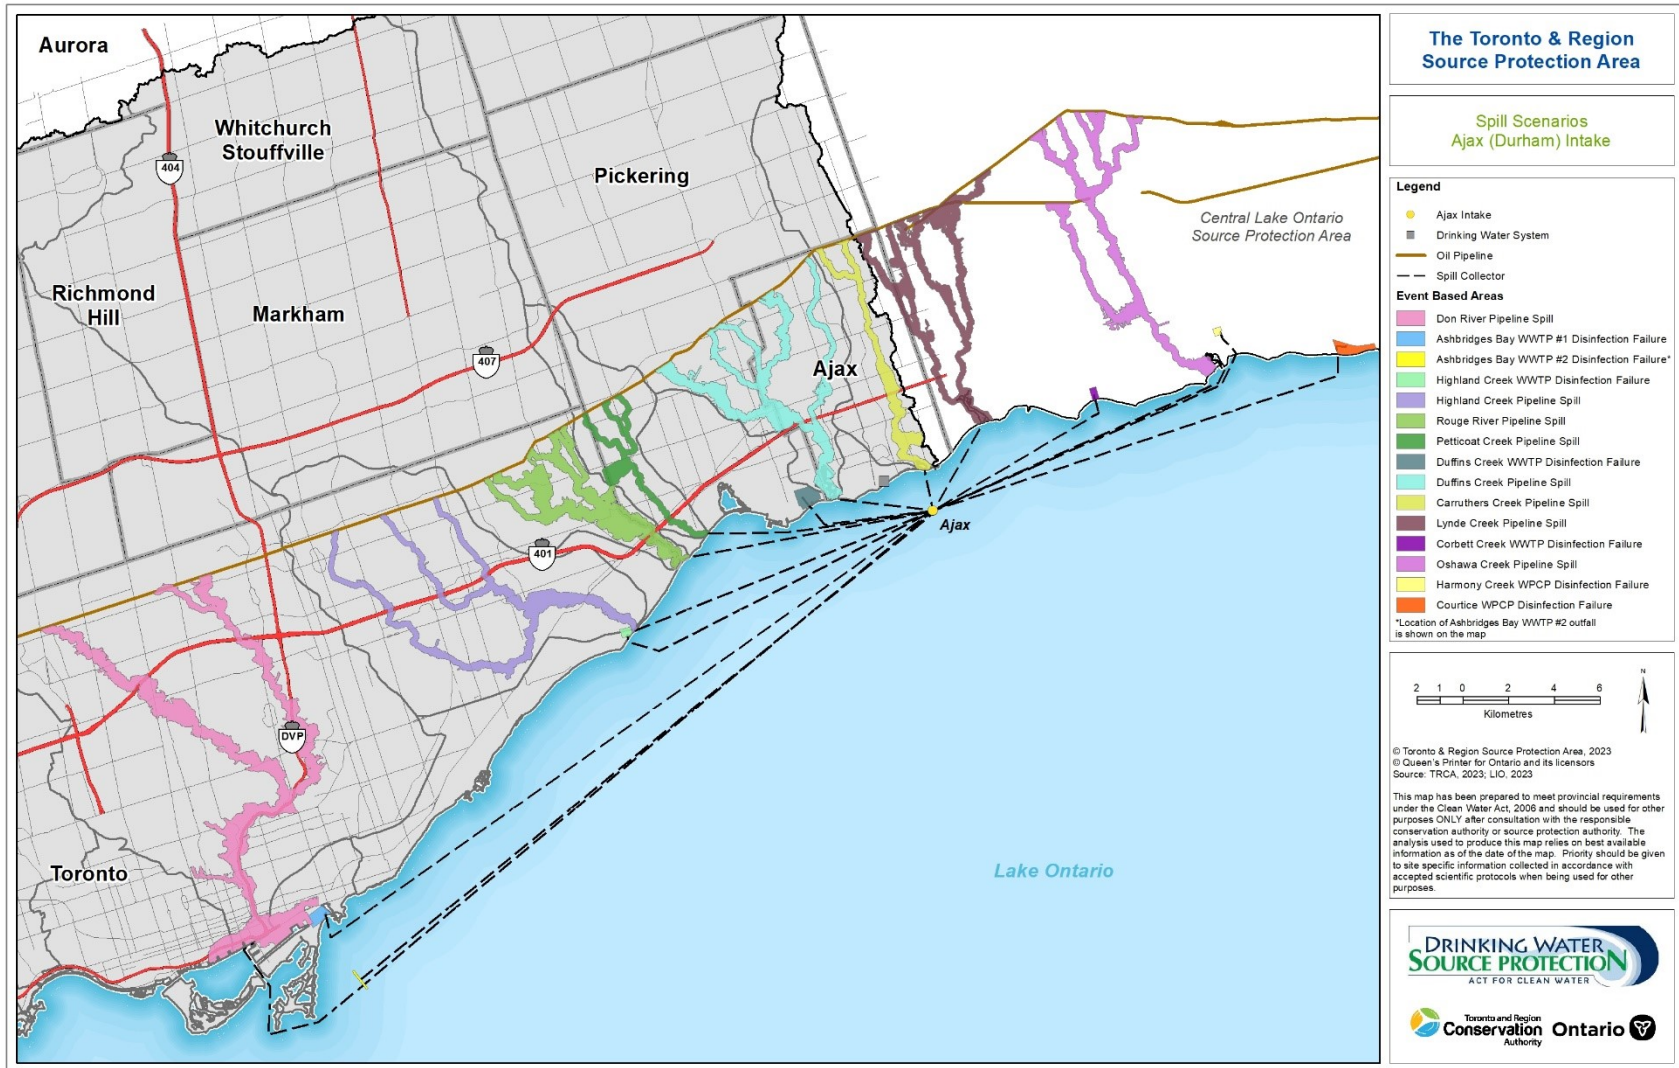 Aurora
Whitchurch
Stouffville
404
Pickering
Richmond
Hill
Markham
407
Ajax
Central Lake Ontario
Source Protection Area
401
Ajax
DVP
Toronto
Lake Ontario
The Toronto & Region
Source Protection Area
Spill Scenarios
Ajax (Durham) Intake
Legend
Ajax Intake
Drinking Water System
Oil Pipeline
Spill Collector
Event Based Areas
Don River Pipeline Spill
Ashbridges Bay WWTP #1 Disinfection Failure
Ashbridges Bay WWTP #2 Disinfection Failure*
Highland Creek WWTP Disinfection Failure
Highland Creek Pipeline Spill
Rouge River Pipeline Spill
Petticoat Creek Pipeline Spill
Duffins Creek WWTP Disinfection Failure
Duffins Creek Pipeline Spill
Carruthers Creek Pipeline Spill
Lynde Creek Pipeline Spill
Corbett Creek WWTP Disinfection Failure
Oshawa Creek Pipeline Spill
Harmony Creek WPCP Disinfection Failure
Courtice WPCP Disinfection Failure
*Location of Ashbridges Bay WWTP #2 outfall
is shown on the map
2 1 0 2 4 6
Kilometres
N
© Toronto & Region Source Protection Area, 2023
© Queen's Printer for Ontario and its licensors
Source: TRCA, 2023; LIO, 2023
This map has been prepared to meet provincial requirements
under the Clean Water Act, 2006 and should be used for other
purposes ONLY after consultation with the responsible
conservation authority or source protection authority. The
analysis used to produce this map relies on best available
information as of the date of the map. Priority should be given
to site specific information collected in accordance with
accepted scientific protocols when being used for other
purposes.
DRINKING WATER
SOURCE PROTECTION
ACT FOR CLEAN WATER
Toronto and Region
Conservation
Authority
Ontario